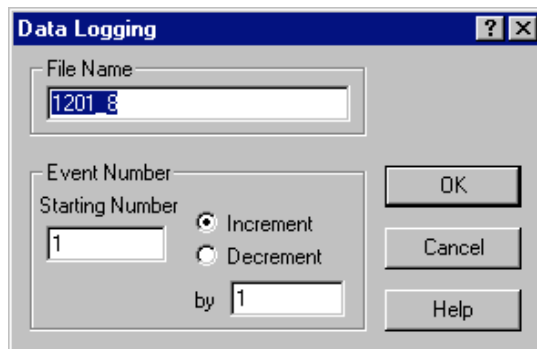 Data Logging
File Name
1201_8
Event Number
Starting Number
1
Increment
Decrement
by 1
OK
Cancel
Help